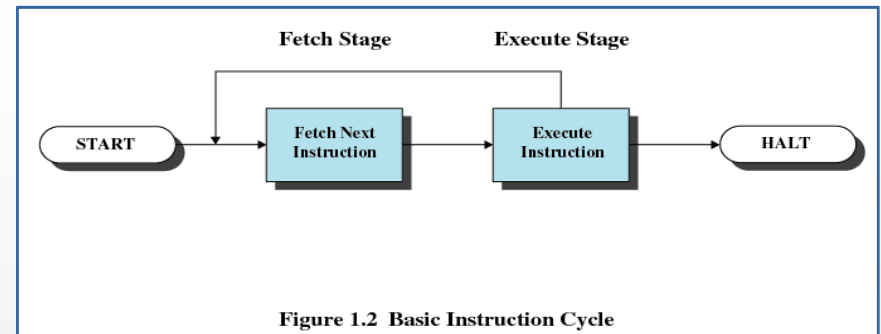 Fetch Stage Execute Stage
START
Fetch Next
Instruction
Execute
Instruction
HALT
Figure 1.2 Basic Instruction Cycle